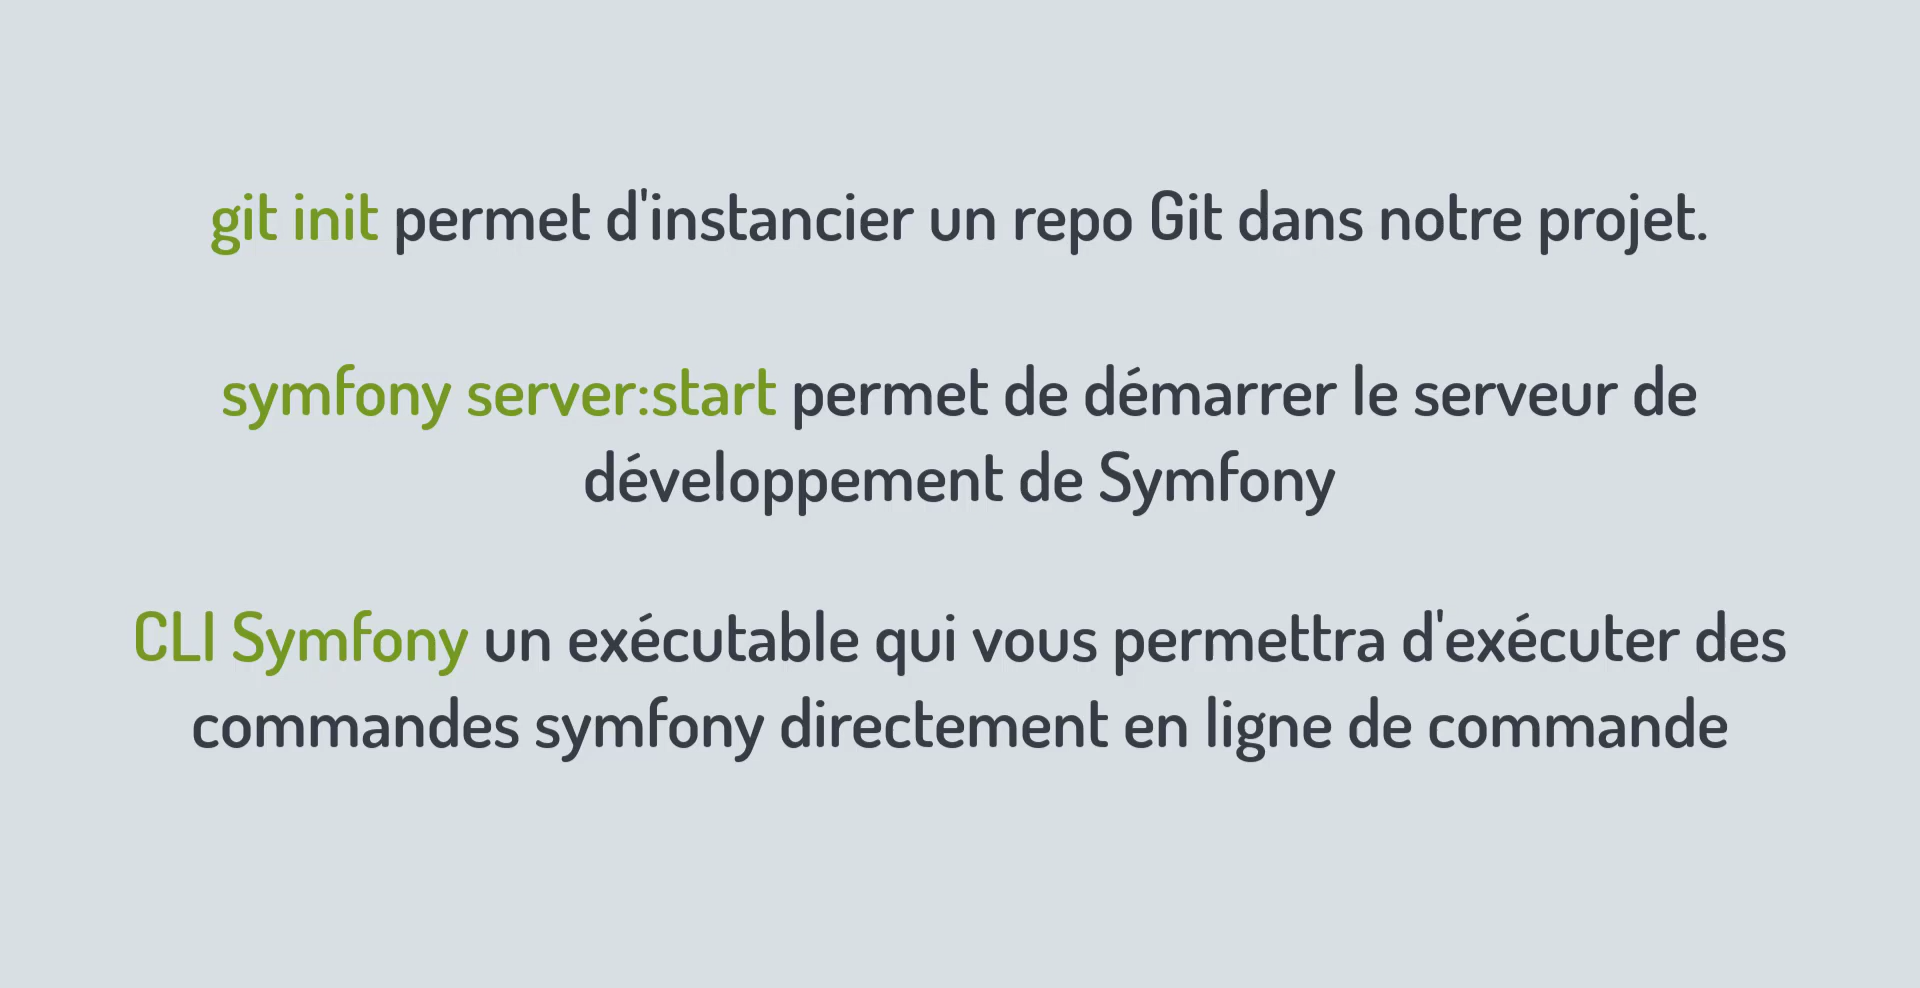 git init permet d'instancier un repo Git dans notre projet.
symfony server:start permet de démarrer le serveur de
développement de Symfony
CLI Symfony un exécutable qui vous permettra d'exécuter des
commandes symfony directement en ligne de commande